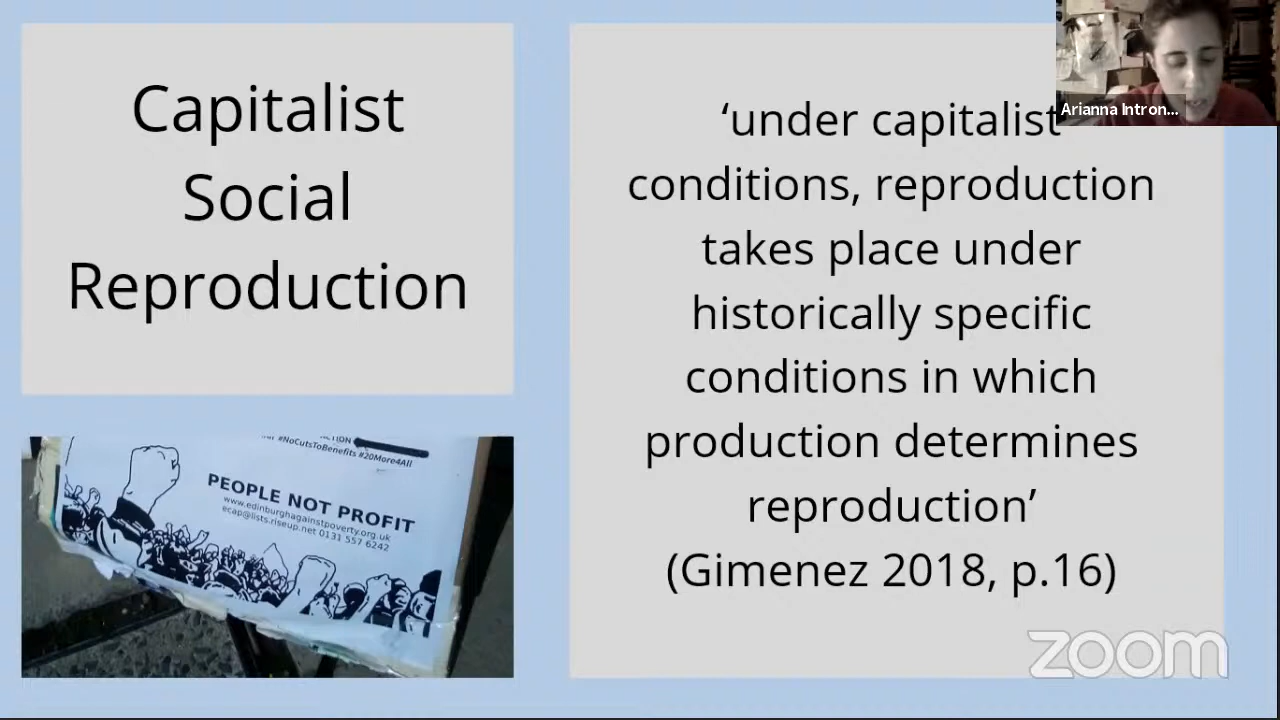 Capitalist
Social
Reproduction
‘under capitalist
conditions, reproduction
takes place under
historically specific
conditions in which
production determines
reproduction’
(Gimenez 2018, p.16)
Arianna Intron...
#NoCutsToBenefits #20More4All
PEOPLE NOT PROFIT
www.edinburghagainstpoverty.org.uk
ecap@lists.riseup.net 0131 557 6242
zoom